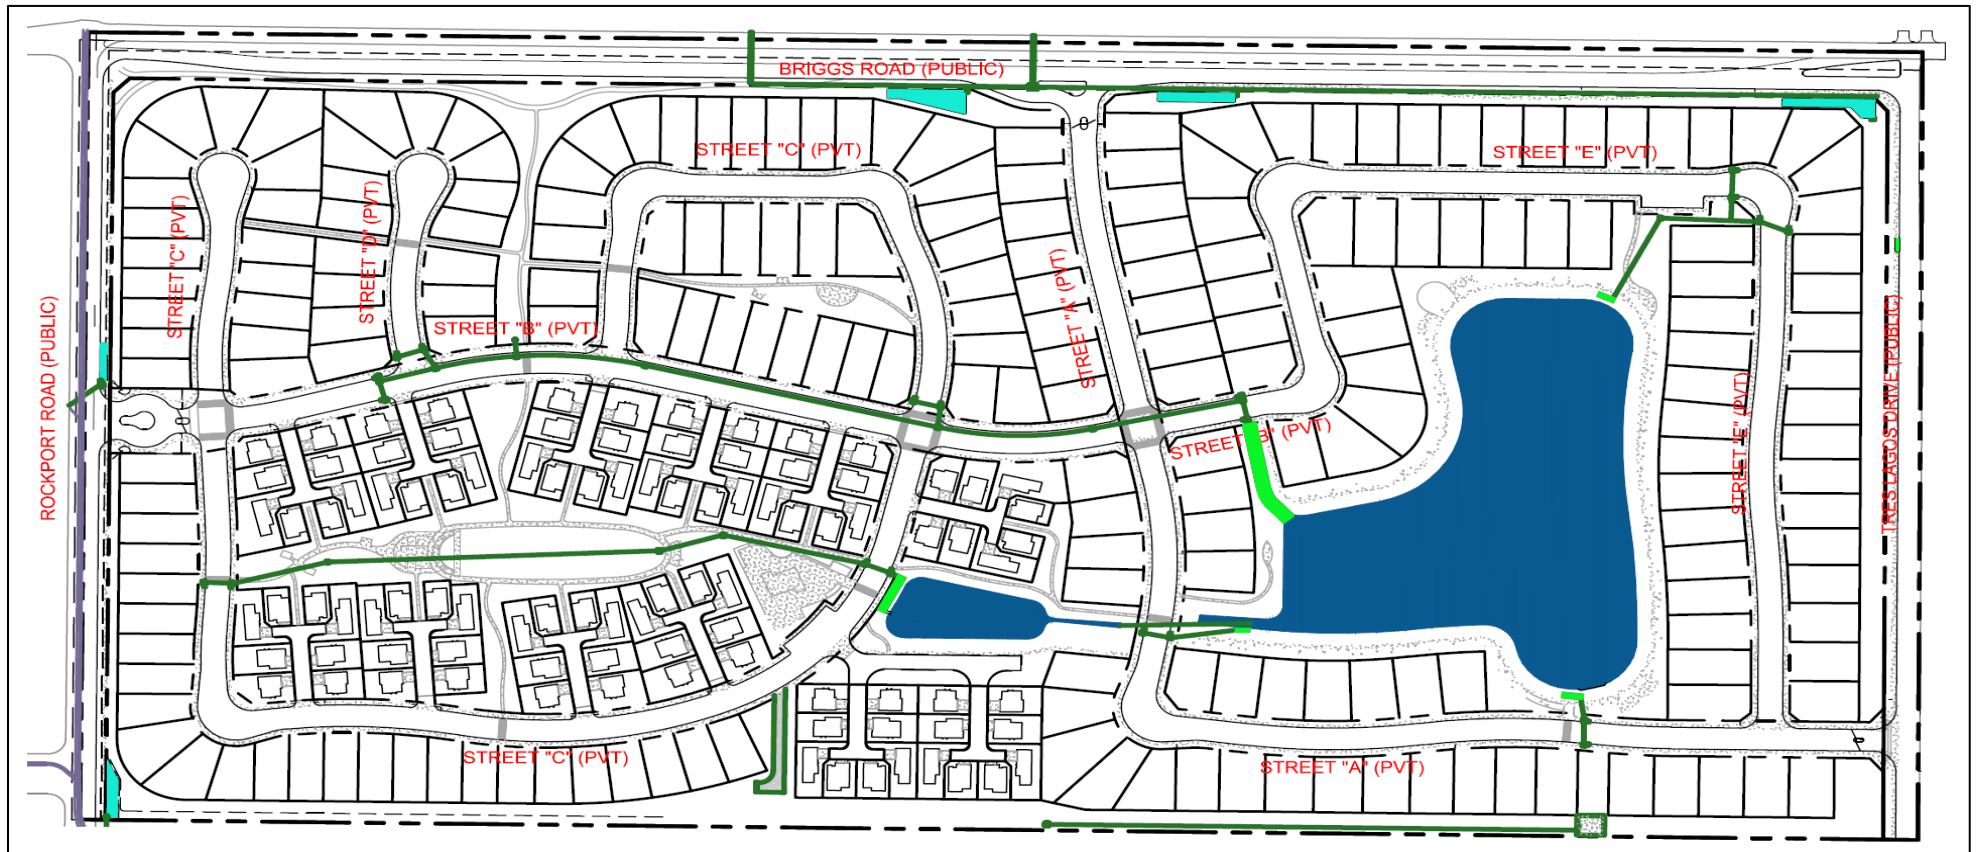 BRIGGS ROAD (PUBLIC)
STREET "C" (PVT)
STREET "E" (PVT)
STREET "C" (PVT)
STREET "D" (PVT)
STREET "A" (PVT)
STREET "B" (PVT)
ROCKPORT ROAD (PUBLIC)
STREET "B" (PVT)
STREET "E" (PVT)
TRES LAGOS DRIVE (PUBLIC)
STREET "C" (PVT)
STREET "A" (PVT)